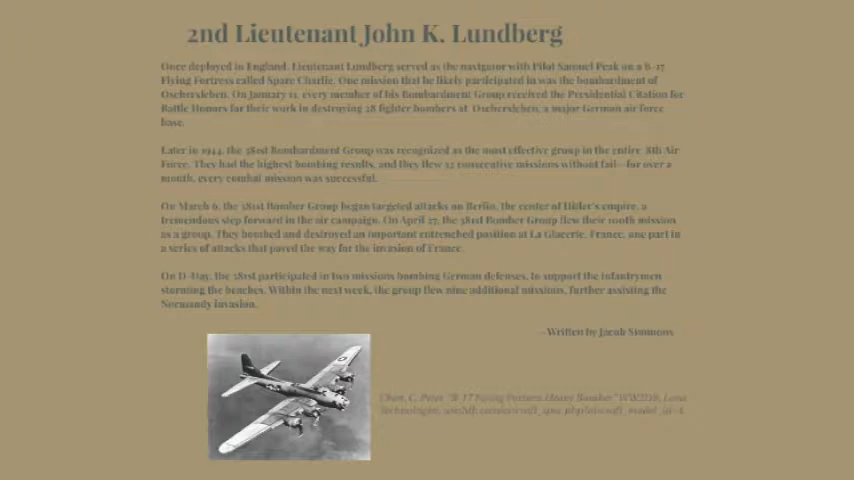 2nd Lieutenant John K. Lundberg
Once deployed in England, Lieutenant Lundberg served as the navigator with Pilot Samuel Peak on a B-17
Flying Fortress called Spare Charlie. One mission that he likely participated in was the bombardment of
Oschersleben. On January 11, every member of his Bombardment Group received the Presidential Citation for
Battle Honors for their work in destroying 28 fighter bombers at Oschersleben, a major German air force
base.
Later in 1944, the 381st Bombardment Group was recognized as the most effective group in the entire 8th Air
Force. They had the highest bombing results, and they flew consecutive missions without fail—for over a
month, every combat mission was successful.
On March 6, the 381st Bomber Group began targeted attacks on Berlin, the center of Hitler's empire, a
tremendous step forward in the air campaign. On April 27, the 381st Bomber Group flew their 100th mission
as a group. They bombed and destroyed an important entrenched position at La Glacerie, France, one part in
a series of attacks that paved the way for the invasion of France.
On D-Day, the 381st participated in two missions bombing German defenses, to support the infantrymen
storming the beaches. Within the next week, the group flew nine additional missions, further assisting the
Normandy invasion.
–Written by Jacob Simmons
Chen, C. Peter "B-17 Flying Fortress Heavy Bomber." WW2DB, Lava
Technologies,